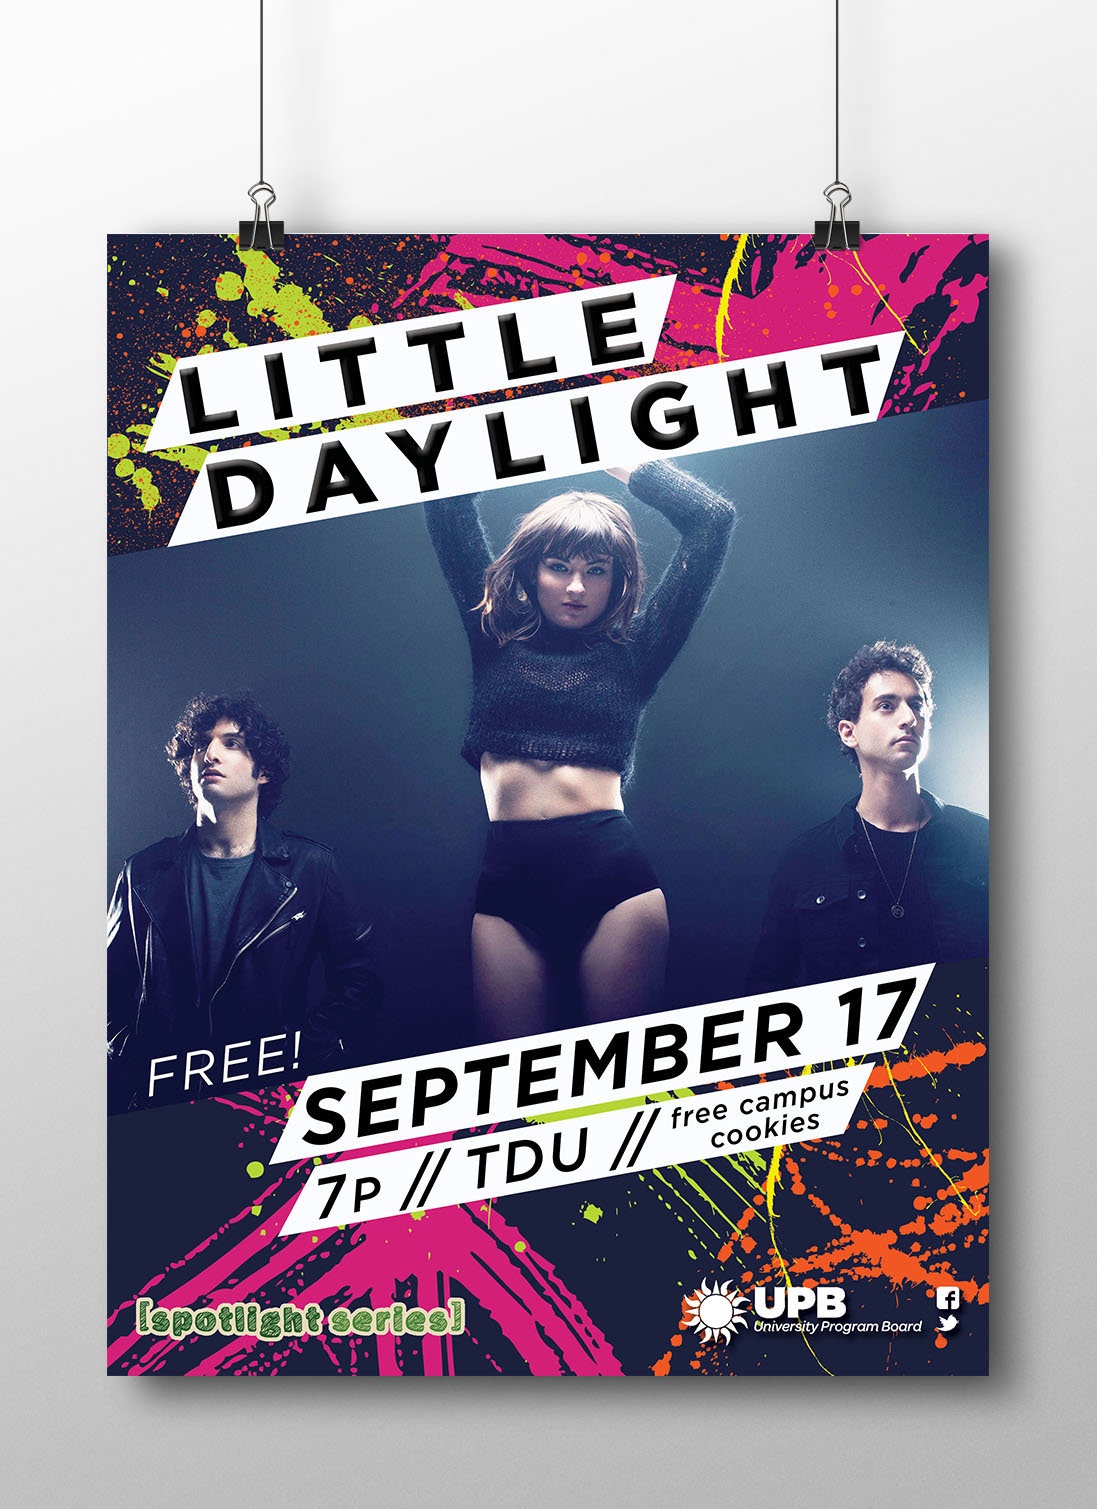 LITTLE
DAYLIGHT
FREE!
SEPTEMBER 17
7P // TDU // free campus
cookies
[spotlight series]
UPB
University Program Board